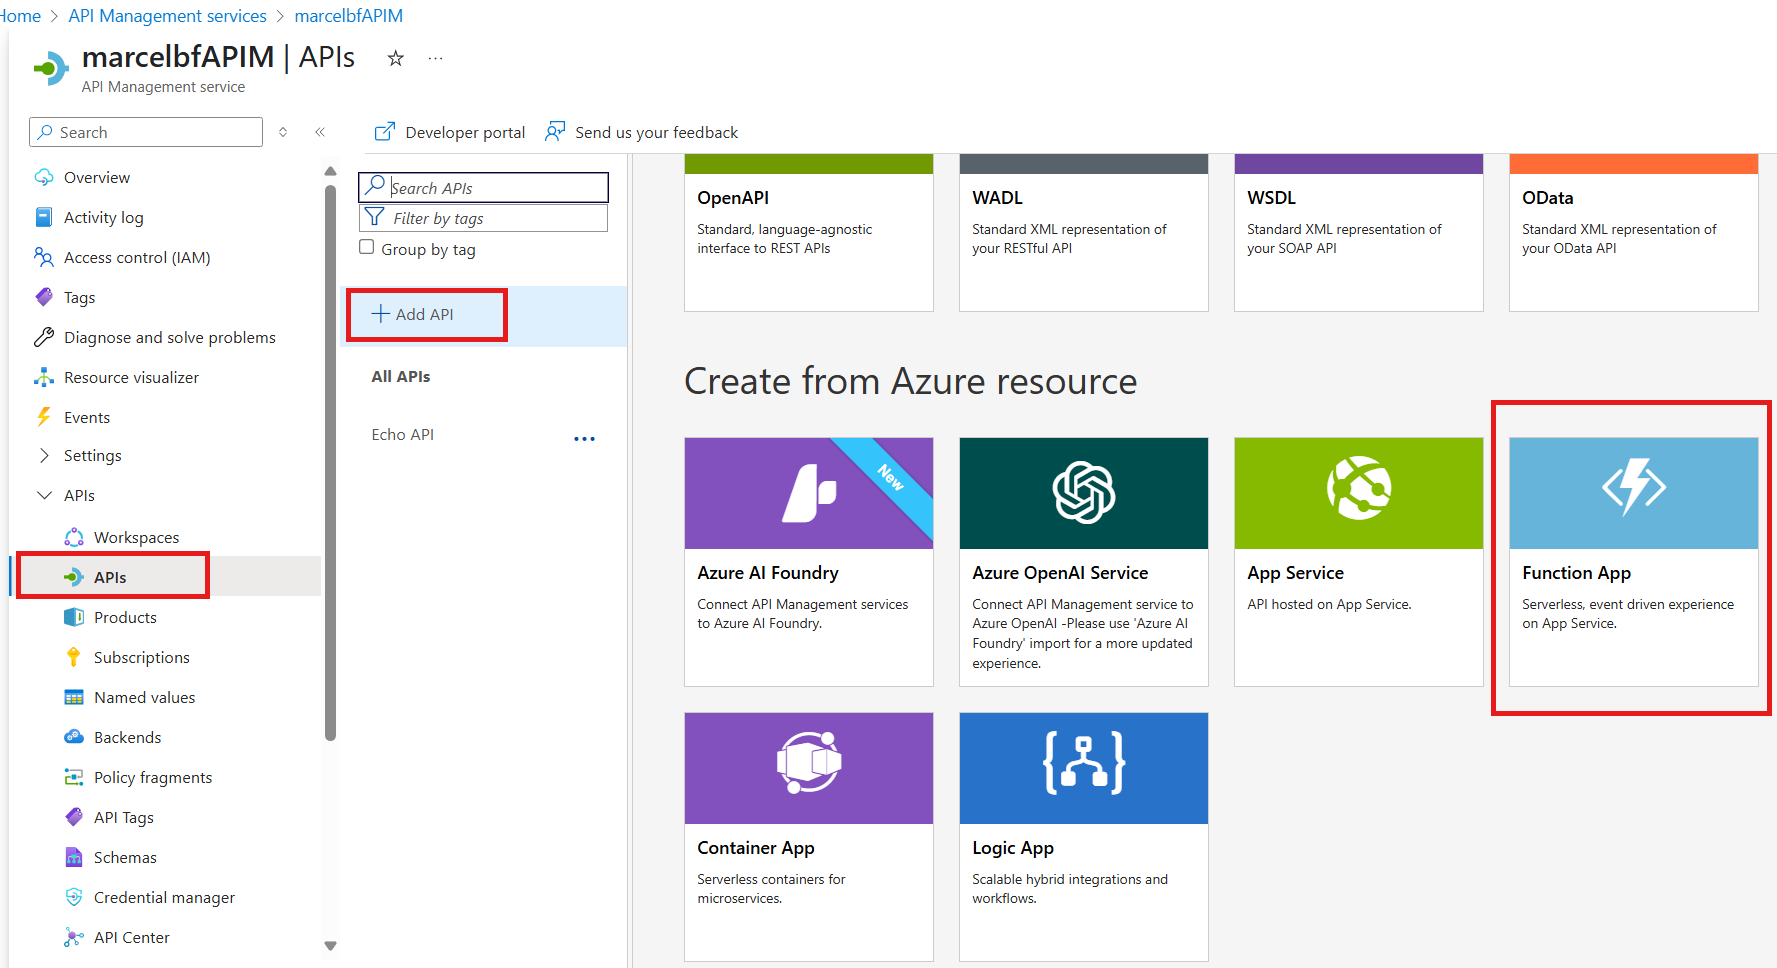 Home > API Management services > marcelbfAPIM
marcelbfAPIM | APIs
API Management service
Search
Overview
Activity log
Access control (IAM)
Tags
Diagnose and solve problems
Resource visualizer
Events
Settings
APIs
Workspaces
APIs
Products
Subscriptions
Named values
Backends
Policy fragments
API Tags
Schemas
Credential manager
API Center
Developer portal
Send us your feedback
Search APIs
Filter by tags
Group by tag
+ Add API
All APIs
Echo API
OpenAPI
Standard, language-agnostic
interface to REST APIs
WADL
Standard XML representation of
your RESTful API
WSDL
Standard XML representation of
your SOAP API
OData
Standard XML representation of
your OData API
Create from Azure resource
New
Azure AI Foundry
Connect API Management services
to Azure AI Foundry.
Azure OpenAI Service
Connect API Management service to
Azure OpenAI -Please use 'Azure AI
Foundry' import for a more updated
experience.
App Service
API hosted on App Service.
Function App
Serverless, event driven experience
on App Service.
Container App
Serverless containers for
microservices.
Logic App
Scalable hybrid integrations and
workflows.